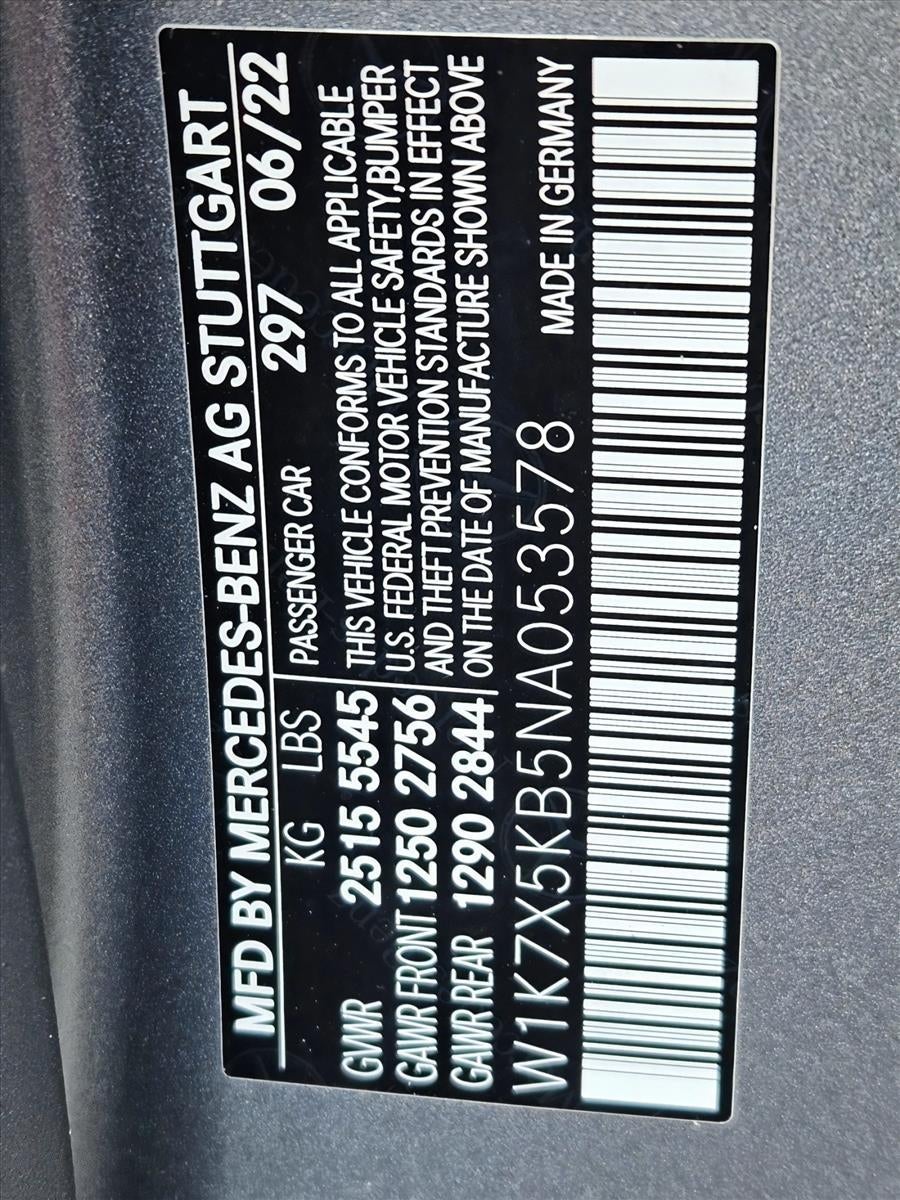 MFD BY MERCEDES-BENZ AG STUTTGART
KG LBS PASSENGER CAR 297 06/22
GVWR 2515 5545 THIS VEHICLE CONFORMS TO ALL APPLICABLE
U.S. FEDERAL MOTOR VEHICLE SAFETY,BUMPER
GAWR FRONT 1250 2756 AND THEFT PREVENTION STANDARDS IN EFFECT
GAWR REAR 1290 2844 ON THE DATE OF MANUFACTURE SHOWN ABOVE
W1K7X5KB5NA053578 MADE IN GERMANY